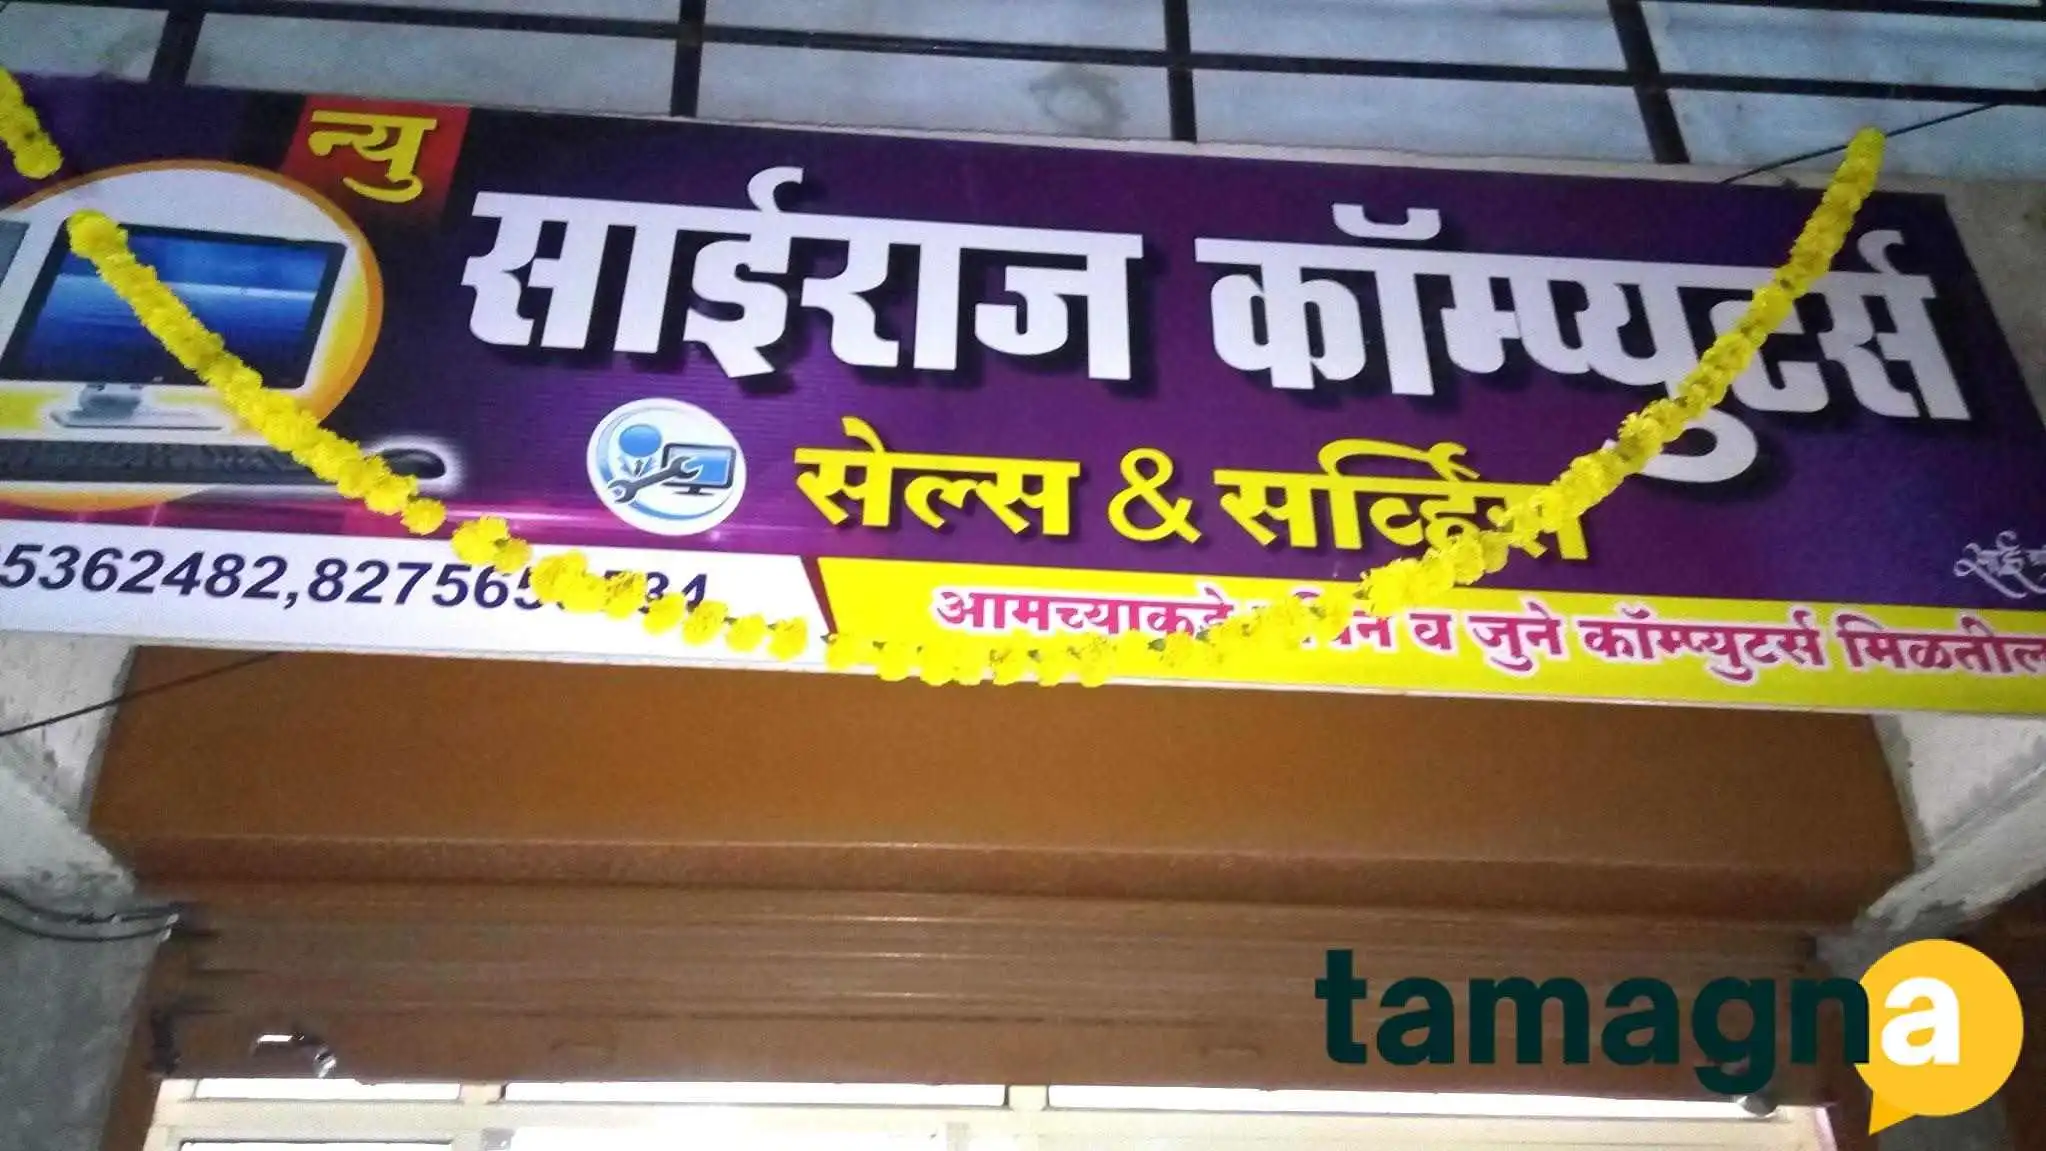 न्यु
साईराज कॉम्प्युटर्स
सेल्स & सर्व्हिस
5362482,827565
आमच्याकडे व जुने कॉम्प्युटर्स मिळतील
tamagna